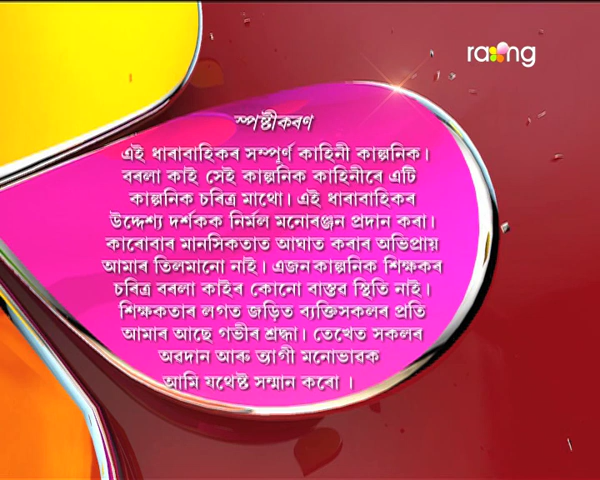 rang
স্পষ্টীকৰণ
এই ধাৰাবাহিকৰ সম্পূৰ্ণ কাহিনী কাল্পনিক।
বৰলা কাই সেই কাল্পনিক কাহিনীৰে এটি
কাল্পনিক চৰিত্ৰ মাথো। এই ধাৰাবাহিকৰ
উদ্দেশ্য দৰ্শকক নিৰ্মল মনোৰঞ্জন প্ৰদান কৰা।
কাৰোবাৰ মানসিকতাত আঘাত কৰাৰ অভিপ্ৰায়
আমাৰ তিলমানো নাই। এজন কাল্পনিক শিক্ষকৰ
চৰিত্ৰ বৰলা কাইৰ কোনো বাস্তৱ স্থিতি নাই।
শিক্ষকতাৰ লগত জড়িত ব্যক্তিসকলৰ প্ৰতি
আমাৰ আছে গভীৰ শ্ৰদ্ধা। তেখেত সকলৰ
অৱদান আৰু ত্যাগী মনোভাৱক
আমি যথেষ্ট সন্মান কৰো ।